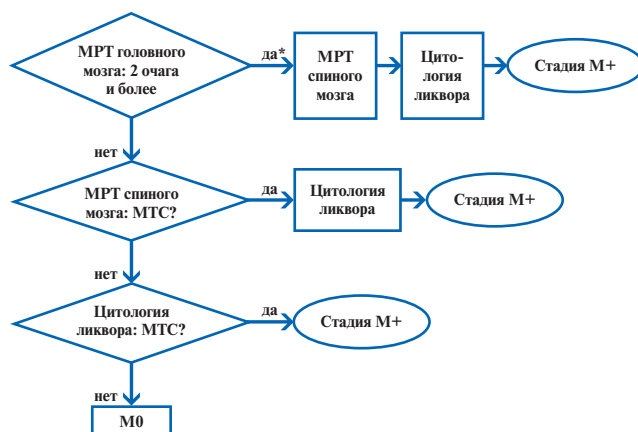 МРТ головного
мозга: 2 очага
и более
да*
МРТ
спиного
мозга
Цито-
логия
ликвора
Стадия М+
нет
МРТ спиного
мозга: МТС?
да
Цитология
ликвора
Стадия М+
нет
Цитология
ликвора: МТС?
да
Стадия М+
нет
М0